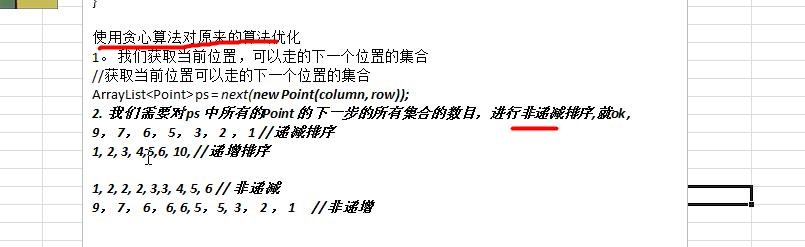 }
使用贪心算法对原来的算法优化
1。 我们获取当前位置，可以走的下一个位置的集合
//获取当前位置可以走的下一个位置的集合
ArrayList<Point> ps = next(new Point(column, row));
2. 我们需要对ps 中所有的Point 的下一步的所有集合的数目，进行非递减排序,就ok,
9， 7， 6， 5， 3， 2 ， 1 // 递减排序
1, 2, 3, 4,5,6, 10, // 递增排序
1, 2, 2, 2, 3,3, 4, 5, 6 // 非递减
9， 7， 6， 6, 6, 5， 5, 3， 2 ， 1 // 非递增